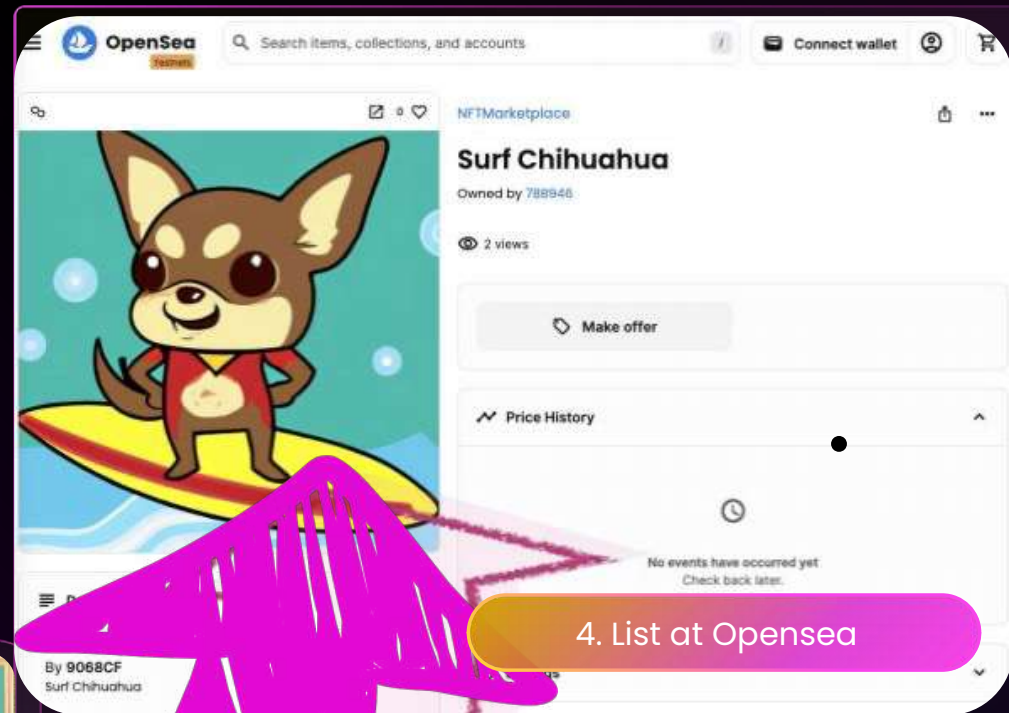 OpenSea
Testnets
Search items, collections, and accounts
/
Connect wallet
0
NFTMarketplace
Surf Chihuahua
Owned by 788946
2 views
Make offer
Price History
No events have occurred yet
Check back later.
4. List at Opensea
By 9068CF
Surf Chihuahua